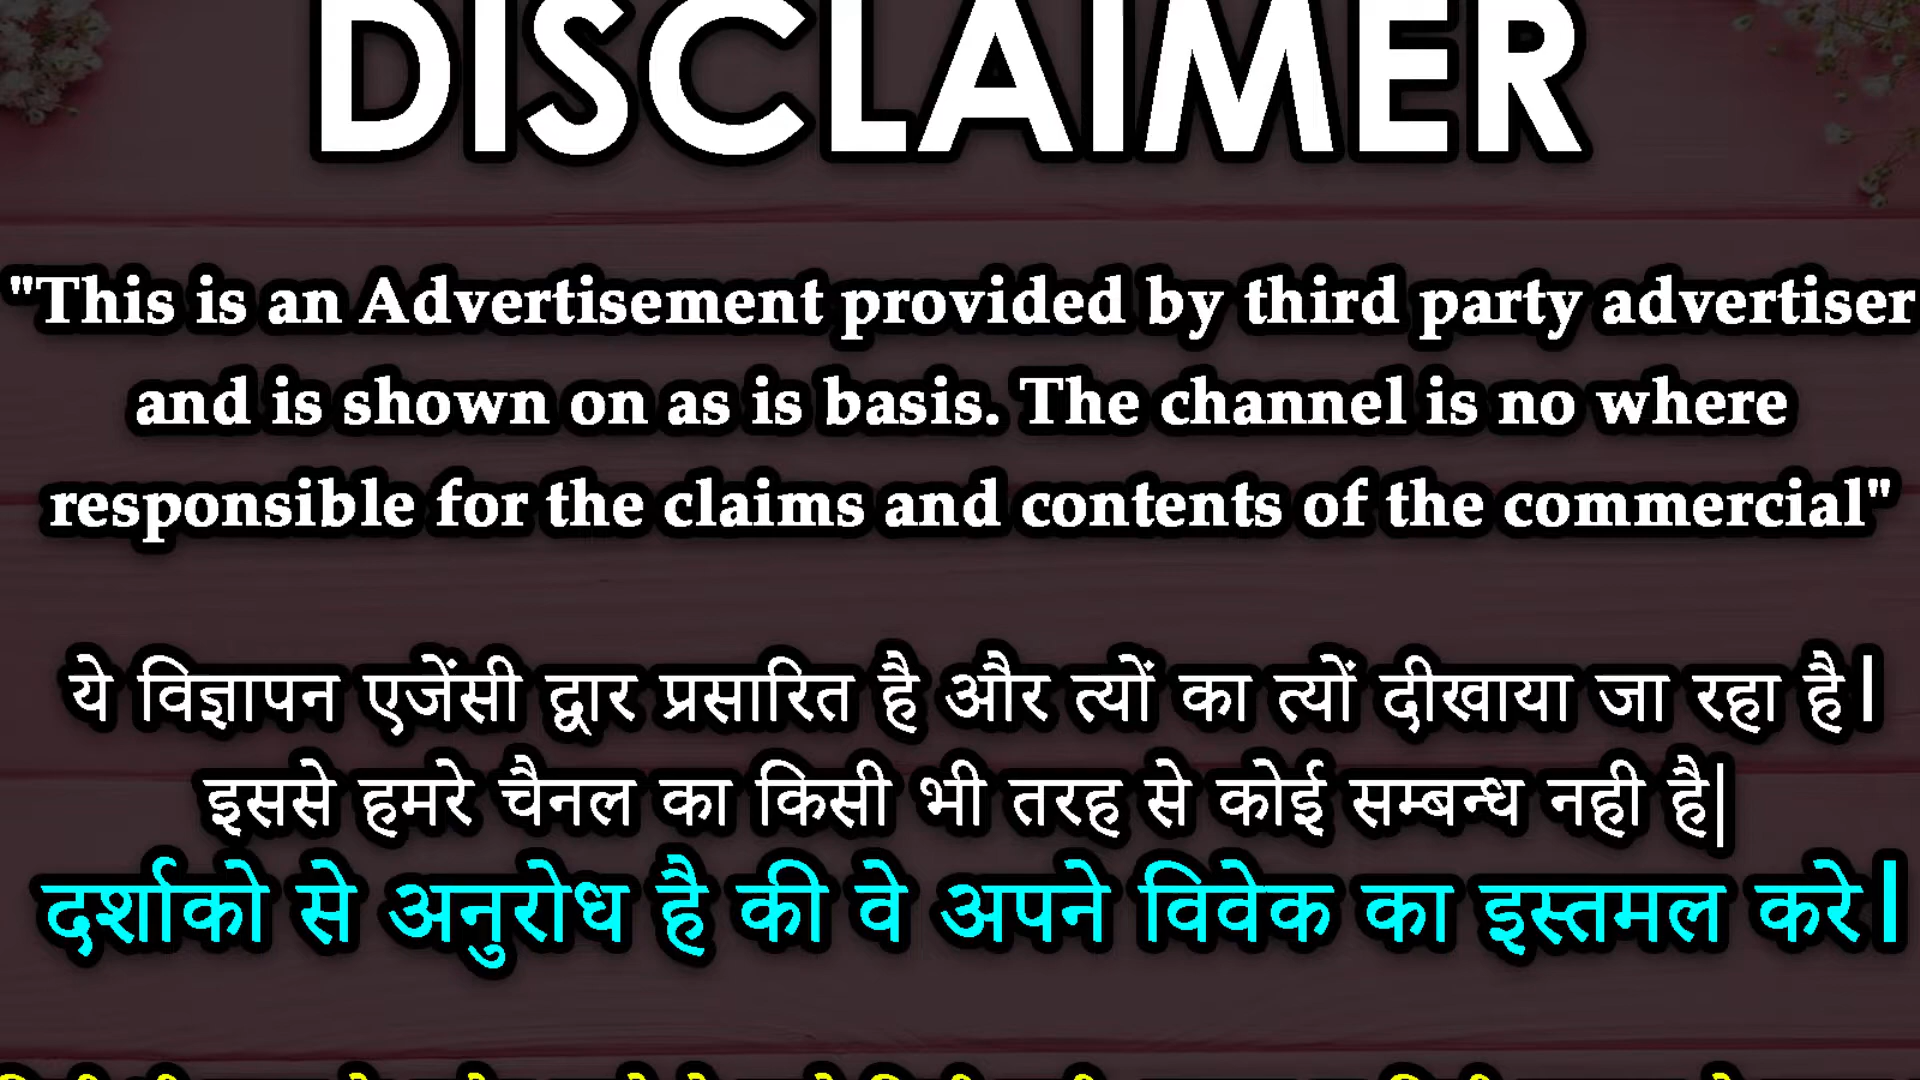 DISCLAIMER
"This is an Advertisement provided by third party advertiser
and is shown on as is basis. The channel is no where
responsible for the claims and contents of the commercial"
ये विज्ञापन एजेंसी द्वार प्रसारित है और त्यों का त्यों दीखाया जा रहा है|
इससे हमरे चैनल का किसी भी तरह से कोई सम्बन्ध नही है|
दर्शाको से अनुरोध है की वे अपने विवेक का इस्तमल करे|